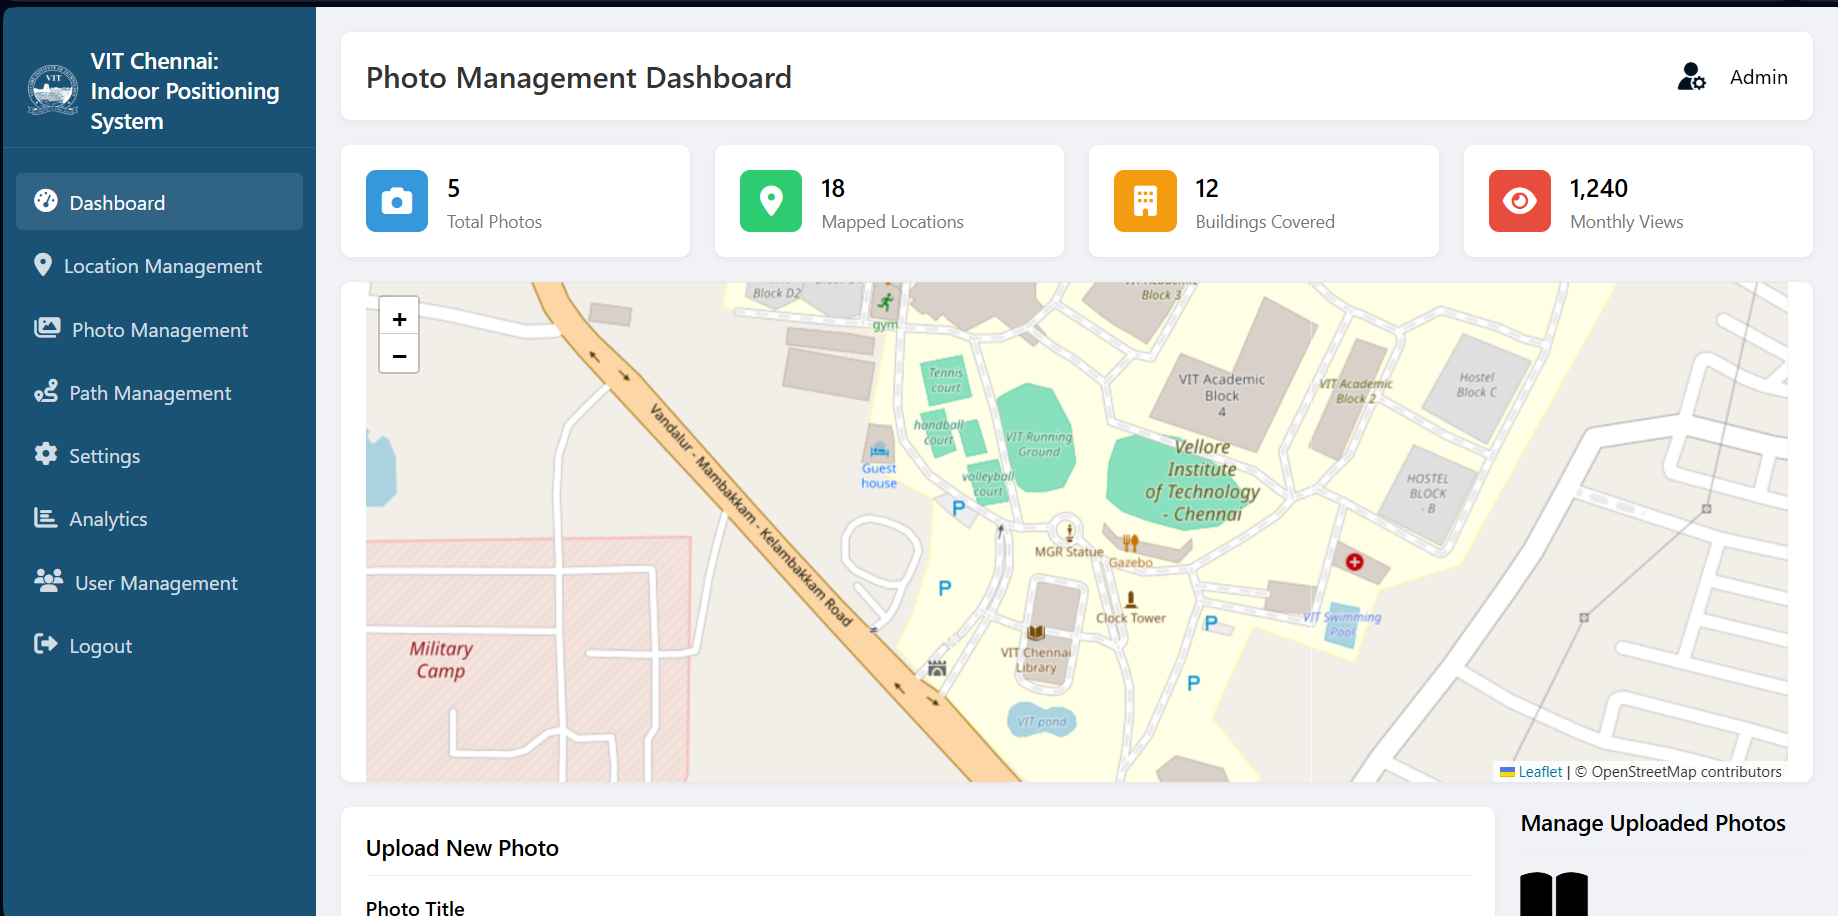 VIT
VIT Chennai:
Indoor Positioning
System
Dashboard
Location Management
Photo Management
Path Management
Settings
Analytics
User Management
Logout
Photo Management Dashboard
Admin
5
Total Photos
18
Mapped Locations
12
Buildings Covered
1,240
Monthly Views
+
−
Block D2
gym
Block 3
Tennis
court
handball
court
VIT Running
Ground
volleyball
court
Guest
house
P
VIT Academic
Block
4
VIT Academic
Block 2
Hostel
Block C
HOSTEL
BLOCK
- B
Vellore
Institute
of Technology
- Chennai
Vandalur - Mambakkam - Kelambakkam Road
MGR Statue
Gazebo
P
Clock Tower
P
VIT Swimming
Pool
Military
Camp
VIT Chennai
Library
P
VIT pond
Leaflet | © OpenStreetMap contributors
Upload New Photo
Photo Title
Manage Uploaded Photos